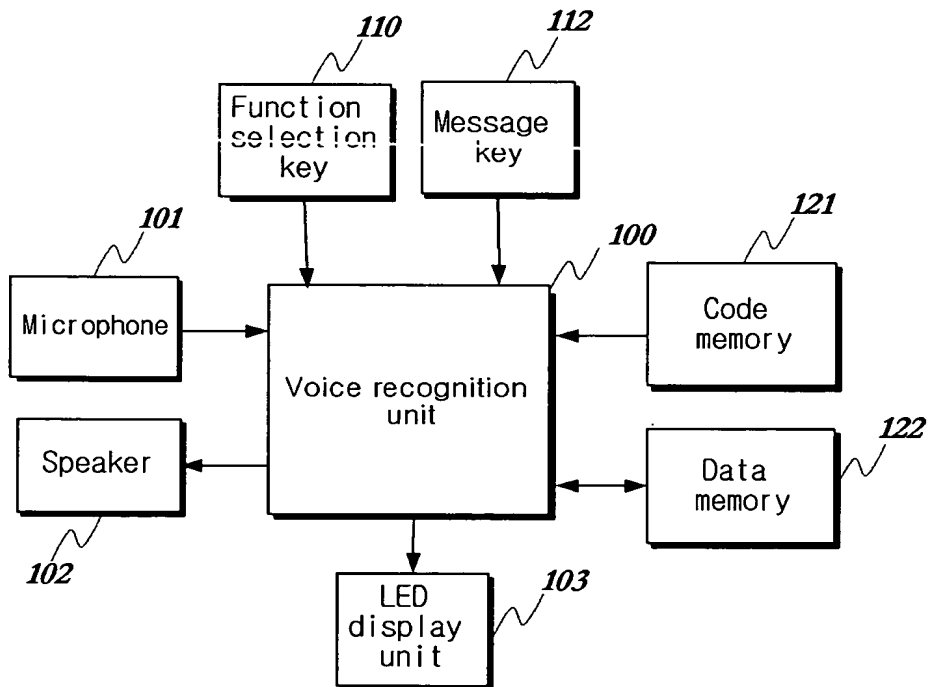 110
112
Function
selection
key
Message
key
101
100
121
Microphone
Code
memory
Voice recognition
unit
Speaker
122
Data
memory
102
103
LED
display
unit